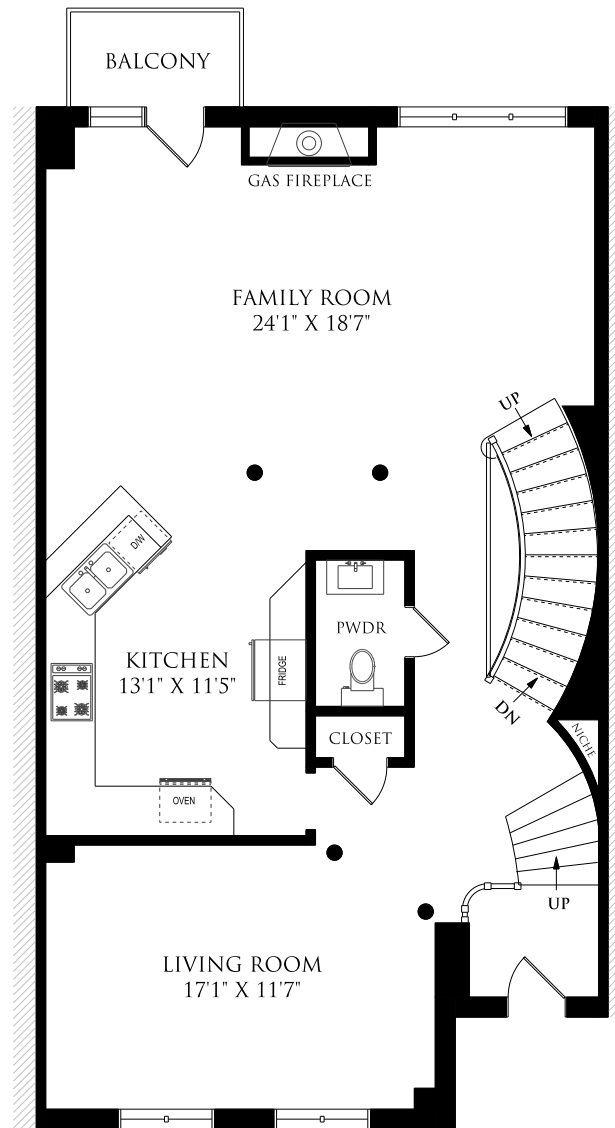 BALCONY
GAS FIREPLACE
FAMILY ROOM
24'1" X 18'7"
UP
D/W
PWDR
KITCHEN
13'1" X 11'5"
FRIDGE
DN
NICHE
CLOSET
OVEN
UP
LIVING ROOM
17'1" X 11'7"